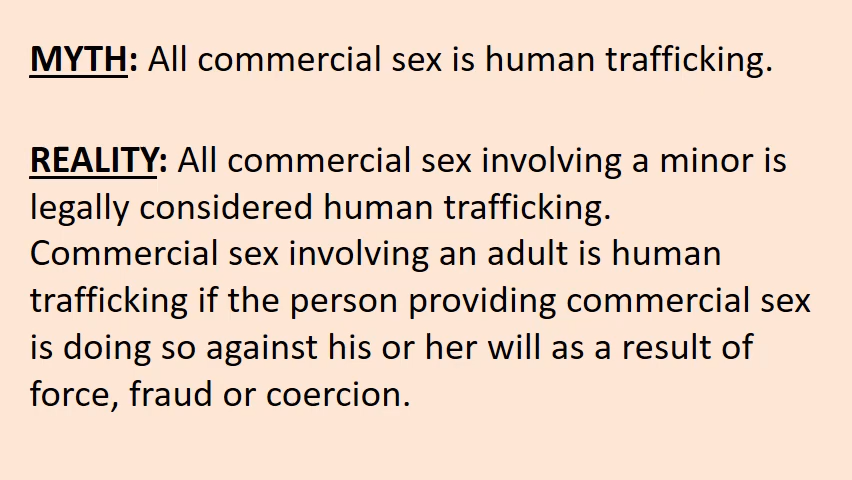 MYTH: All commercial sex is human trafficking.
REALITY: All commercial sex involving a minor is
legally considered human trafficking.
Commercial sex involving an adult is human
trafficking if the person providing commercial sex
is doing so against his or her will as a result of
force, fraud or coercion.